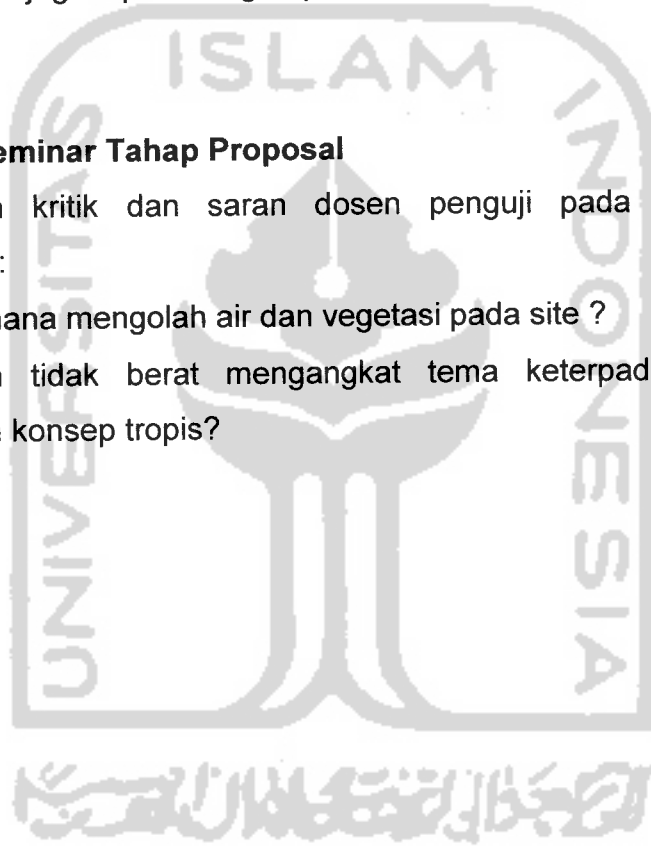 ISLAM
UNIVERSITAS
INDONESIA
eminar Tahap Proposal
kritik dan saran dosen penguji pada
:
ana mengolah air dan vegetasi pada site ?
tidak berat mengangkat tema keterpad
konsep tropis?